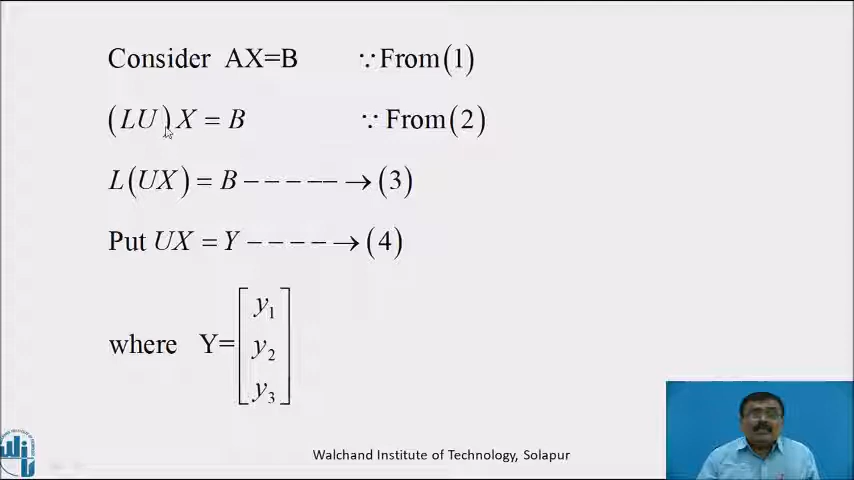 Consider AX=B ∵From(1)
(LU)X = B ∵ From(2)
L(UX) = B − − − − − → (3)
Put UX = Y − − − − → (4)
where Y= [y₁ y₂ y₃]
Walchand Institute of Technology, Solapur